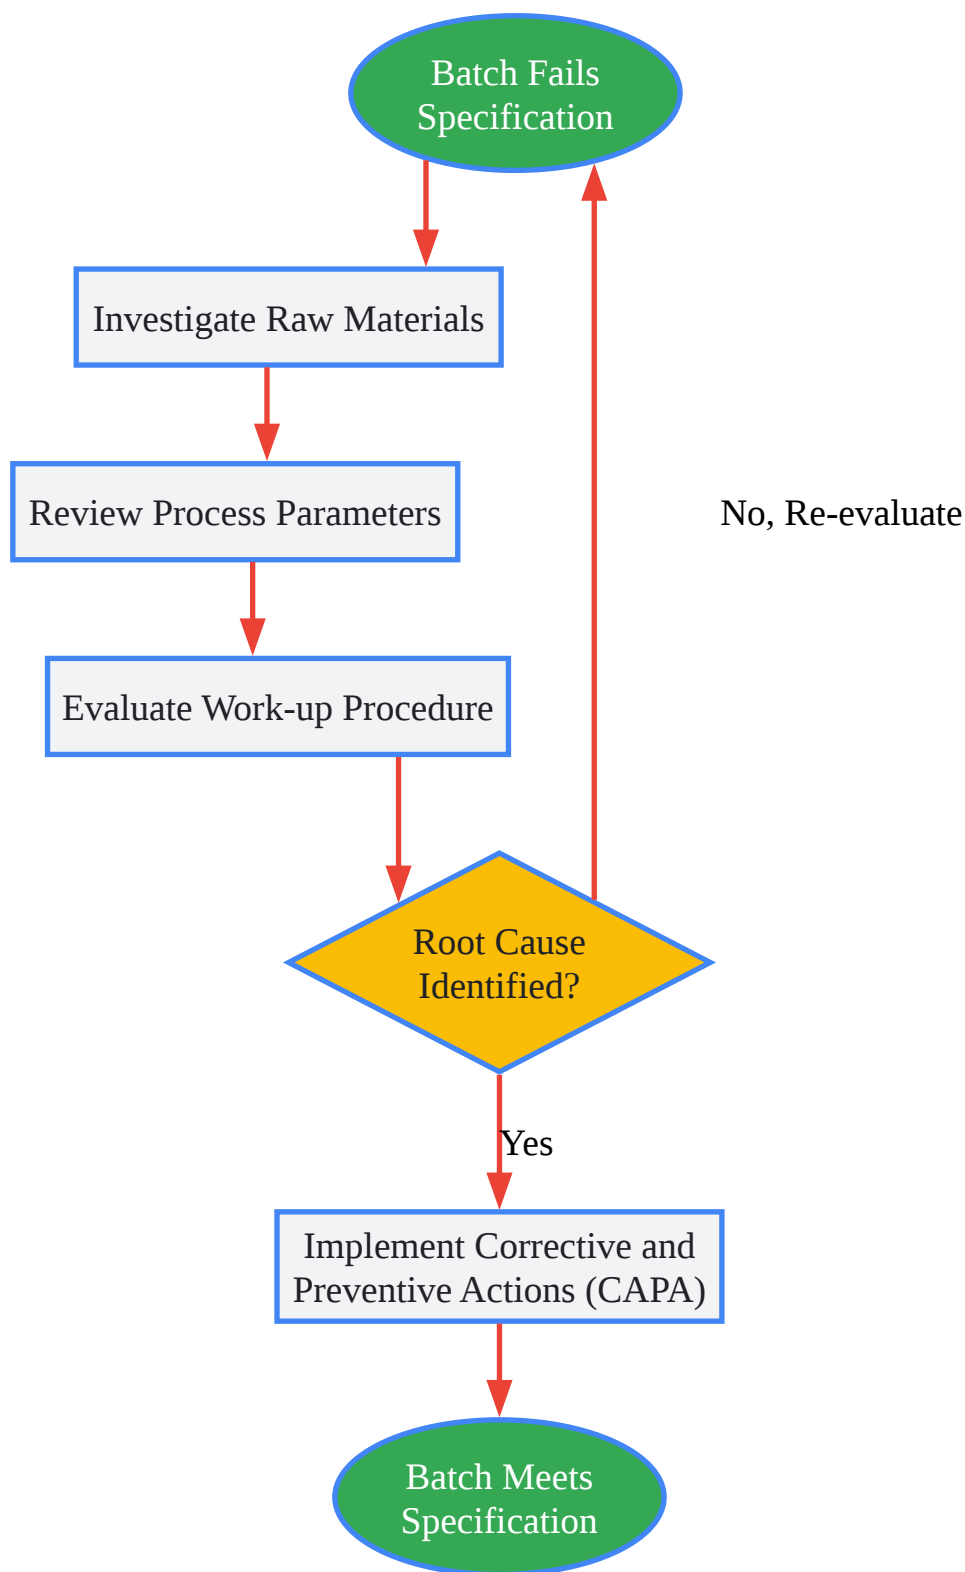 Batch Fails
Specification
Investigate Raw Materials
Review Process Parameters
No, Re-evaluate
Evaluate Work-up Procedure
Root Cause
Identified?
Yes
Implement Corrective and
Preventive Actions (CAPA)
Batch Meets
Specification